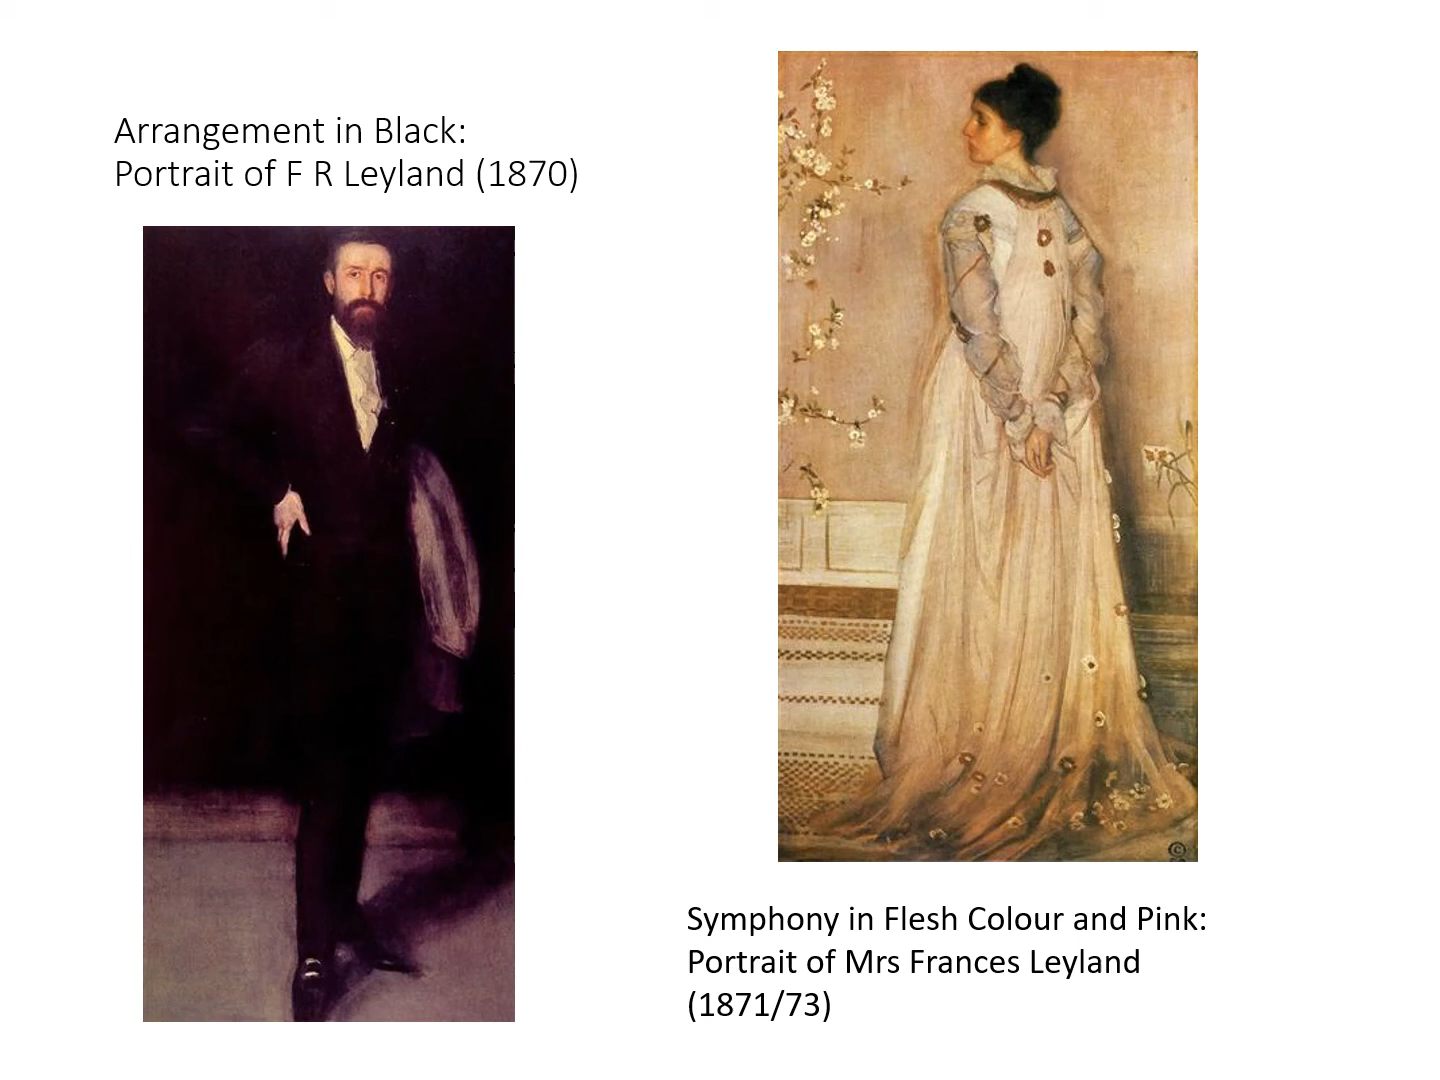 Arrangement in Black:
Portrait of F R Leyland (1870)
Symphony in Flesh Colour and Pink:
Portrait of Mrs Frances Leyland
(1871/73)
©